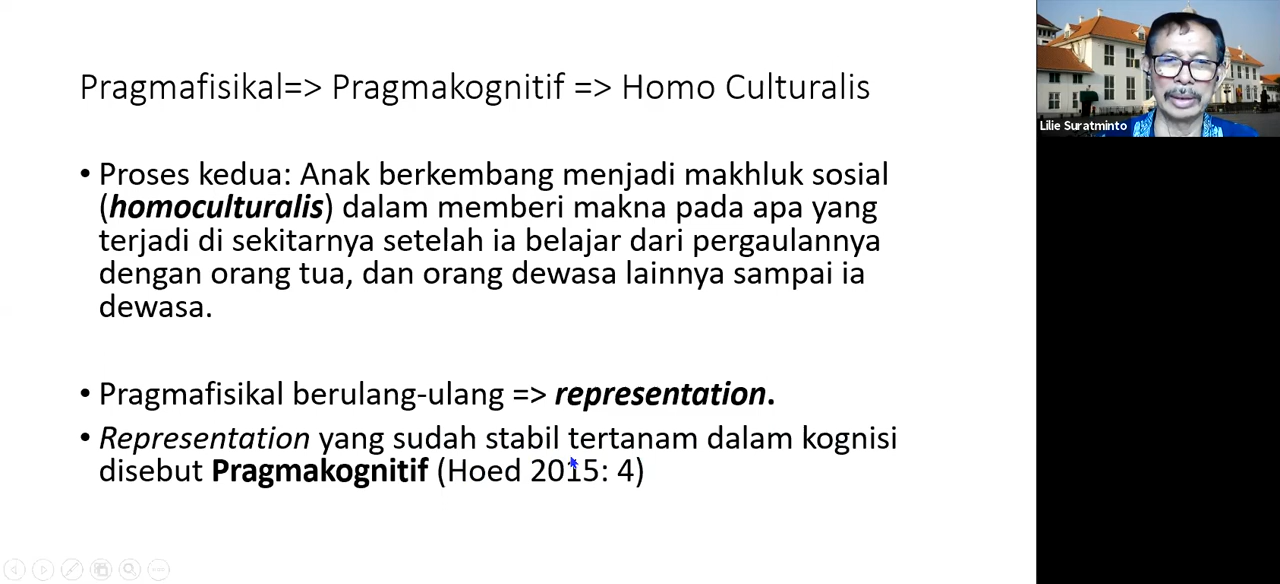 Pragmafisikal=> Pragmakognitif => Homo Culturalis
• Proses kedua: Anak berkembang menjadi makhluk sosial
(homoculturalis) dalam memberi makna pada apa yang
terjadi di sekitarnya setelah ia belajar dari pergaulannya
dengan orang tua, dan orang dewasa lainnya sampai ia
dewasa.
• Pragmafisikal berulang-ulang => representation.
• Representation yang sudah stabil tertanam dalam kognisi
disebut Pragmakognitif (Hoed 2015: 4)
Lilie Suratminto